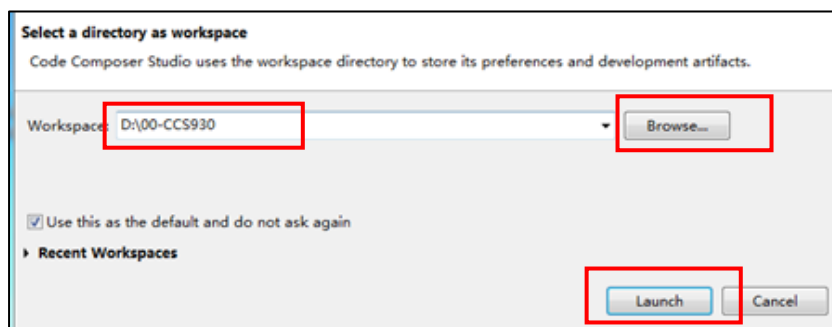 Select a directory as workspace
Code Composer Studio uses the workspace directory to store its preferences and development artifacts.
Workspace: D:\00-CCS930 Browse...
Use this as the default and do not ask again
Recent Workspaces
Launch Cancel